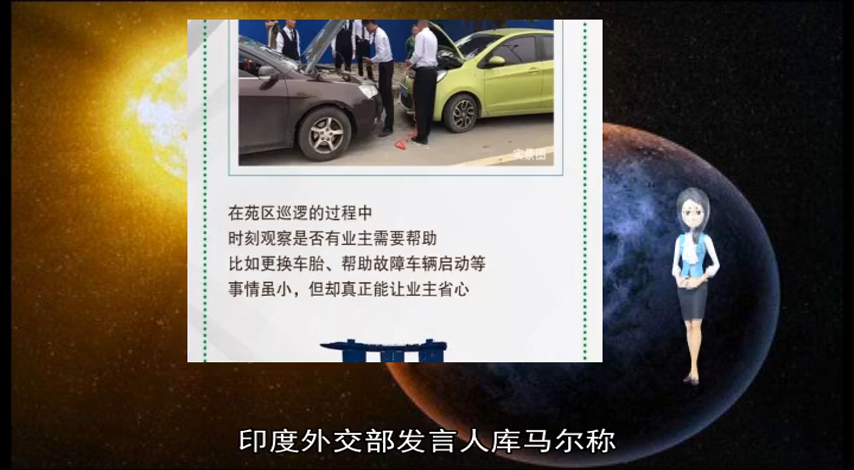 实景图
在苑区巡逻的过程中
时刻观察是否有业主需要帮助
比如更换车胎、帮助故障车辆启动等
事情虽小，但却真正能让业主省心
印度外交部发言人库马尔称